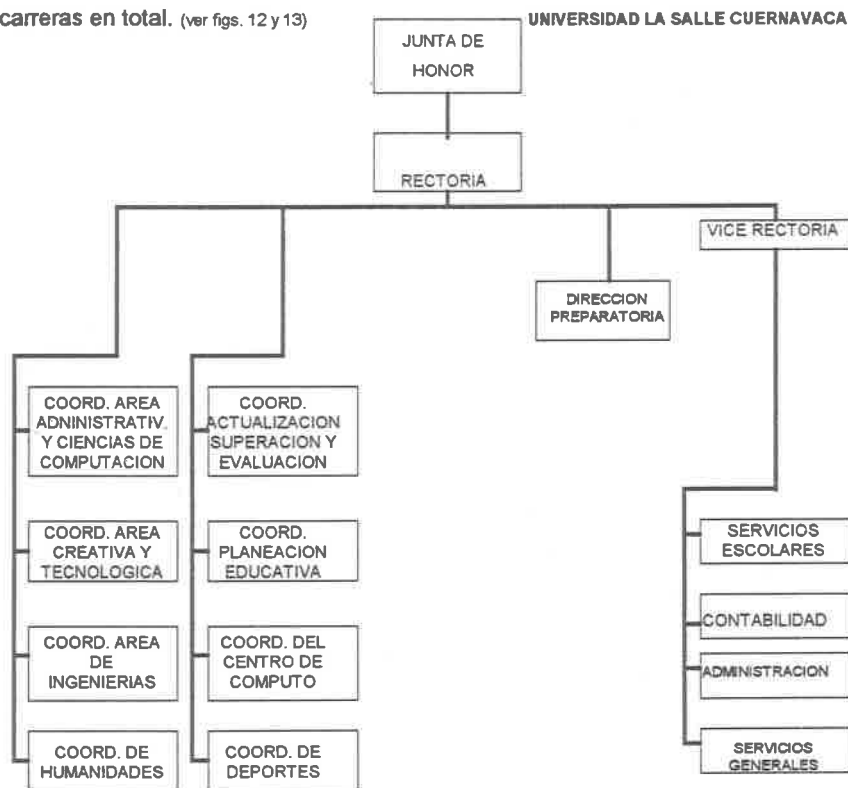 carreras en total. (ver figs. 12 y 13)
UNIVERSIDAD LA SALLE CUERNAVACA
JUNTA DE
HONOR
RECTORIA
VICE RECTORIA
DIRECCION
PREPARATORIA
COORD. AREA
ADNINISTRATIV.
Y CIENCIAS DE
COMPUTACION
COORD.
ACTUALIZACION
SUPERACION Y
EVALUACION
COORD. AREA
CREATIVA Y
TECNOLOGICA
COORD.
PLANEACION
EDUCATIVA
SERVICIOS
ESCOLARES
COORD. AREA
DE
INGENIERIAS
COORD. DEL
CENTRO DE
COMPUTO
CONTABILIDAD
ADMINISTRACION
COORD. DE
HUMANIDADES
COORD. DE
DEPORTES
SERVICIOS
GENERALES